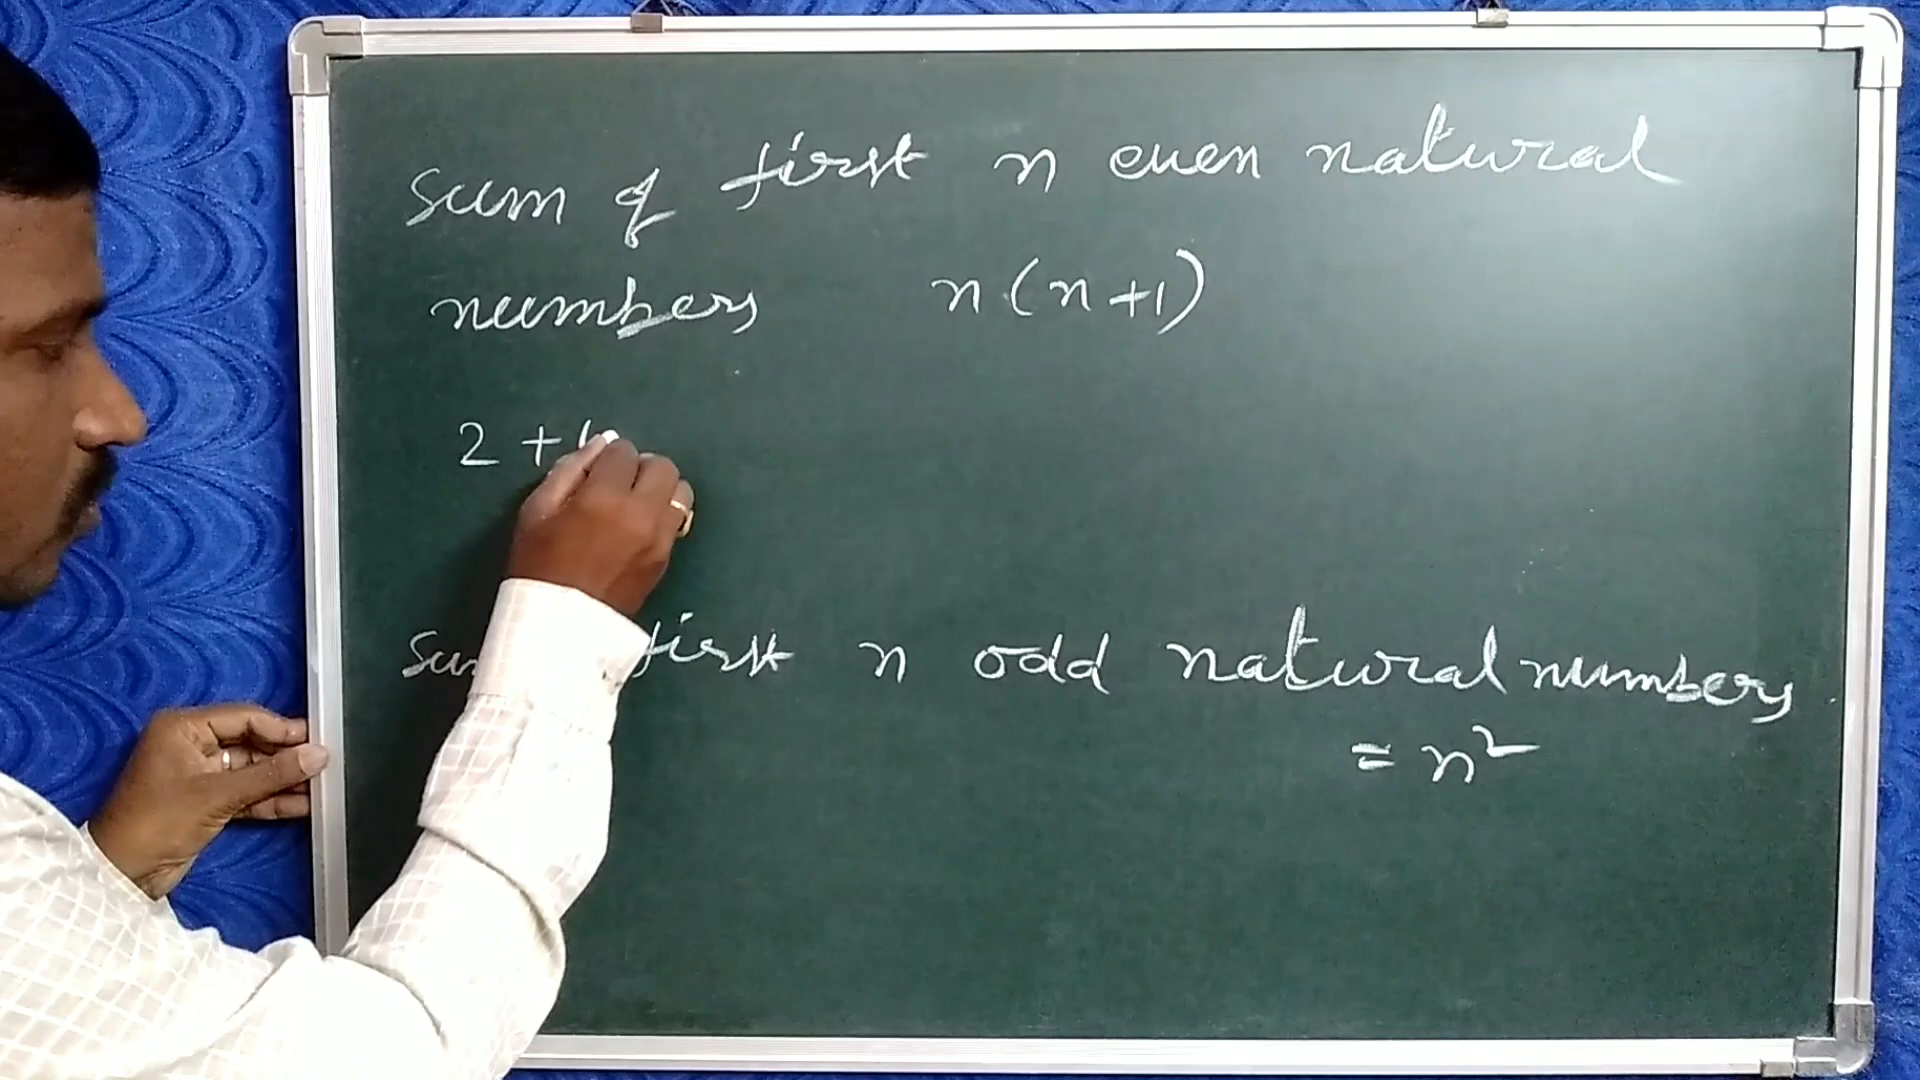 sum of first n even natural
numbers n(n+1)
2 +
first n odd natural numbers
= n²